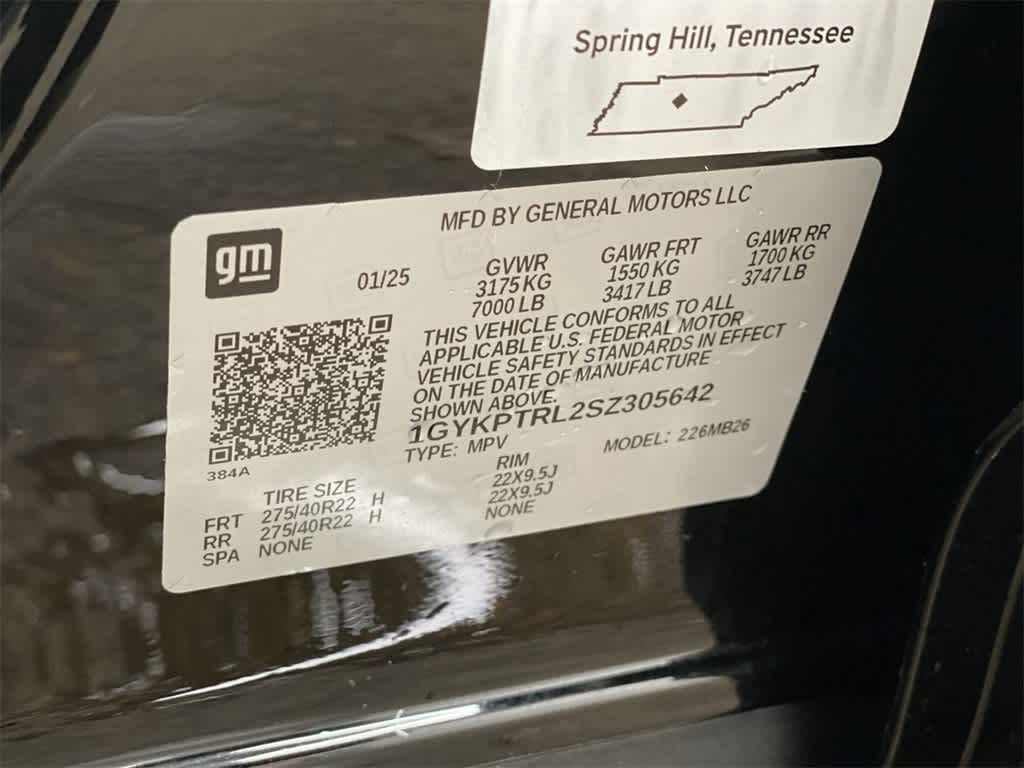 Spring Hill, Tennessee
MFD BY GENERAL MOTORS LLC
gm
01/25
GVWR
3175 KG
7000 LB
GAWR FRT
1550 KG
3417 LB
GAWR RR
1700 KG
3747 LB
THIS VEHICLE CONFORMS TO ALL
APPLICABLE U.S. FEDERAL MOTOR
VEHICLE SAFETY STANDARDS IN EFFECT
ON THE DATE OF MANUFACTURE
SHOWN ABOVE.
1GYKPTRL2SZ305642
TYPE: MPV MODEL: 226MB26
384A
TIRE SIZE RIM
FRT 275/40R22 H 22X9.5J
RR 275/40R22 H 22X9.5J
SPA NONE NONE